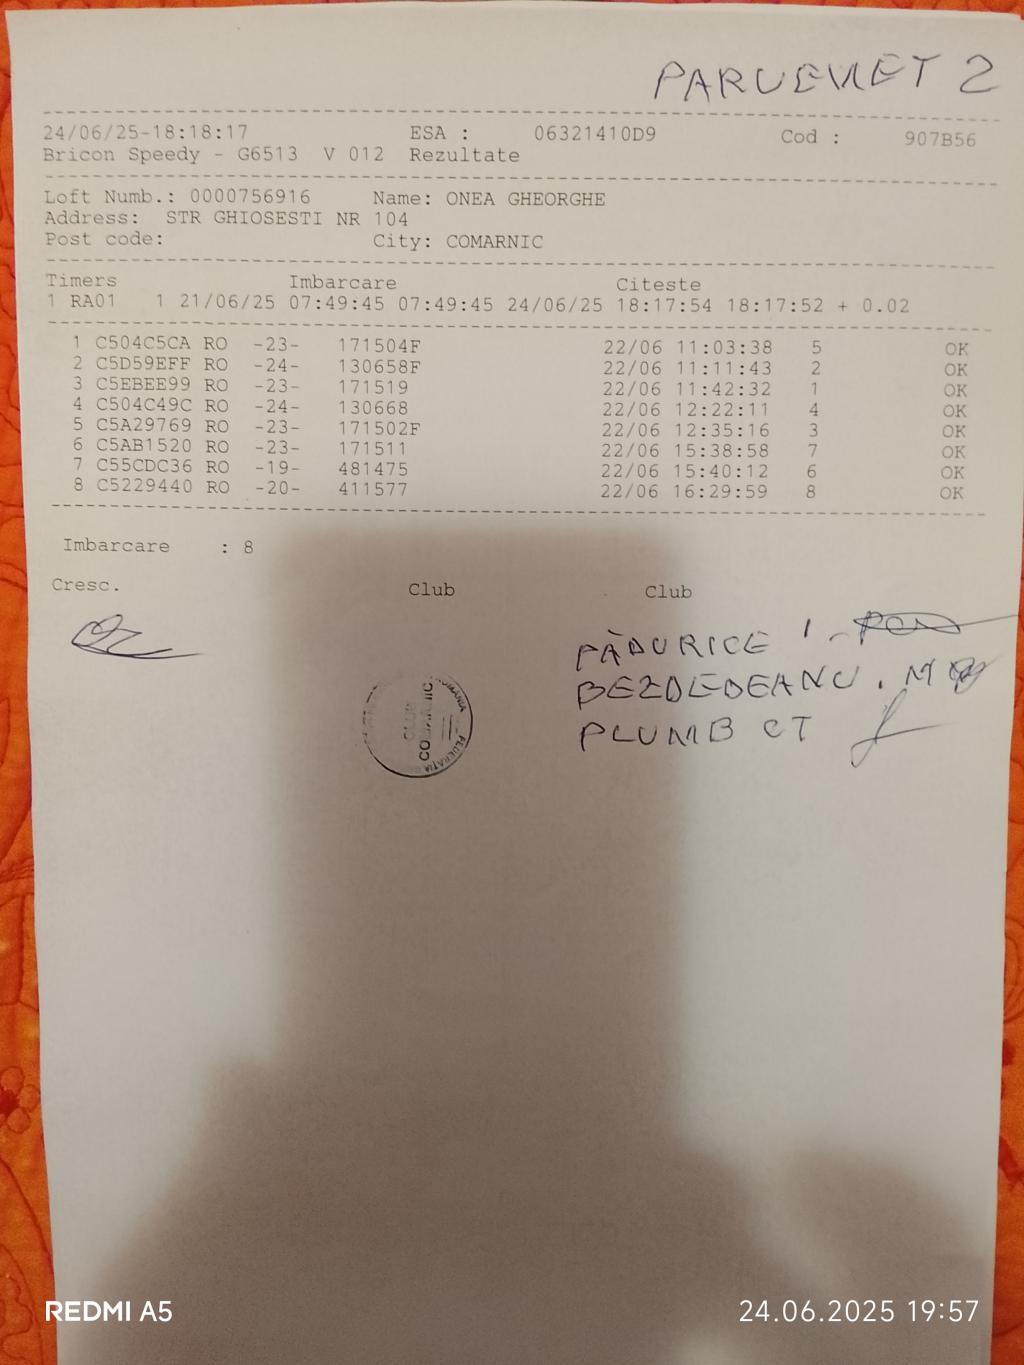 PARUEMET 2
24/06/25-18:18:17 ESA : 06321410D9 Cod : 907B56
Bricon Speedy - G6513 V 012 Rezultate
Loft Numb.: 0000756916 Name: ONEA GHEORGHE
Address: STR GHIOSESTI NR 104
Post code: City: COMARNIC
Timers Imbarcare Citeste
1 RA01 1 21/06/25 07:49:45 07:49:45 24/06/25 18:17:54 18:17:52 + 0.02
1 C504C5CA RO -23- 171504F 22/06 11:03:38 5 OK
2 C5D59EFF RO -24- 130658F 22/06 11:11:43 2 OK
3 C5EBEE99 RO -23- 171519 22/06 11:42:32 1 OK
4 C504C49C RO -24- 130668 22/06 12:22:11 4 OK
5 C5A29769 RO -23- 171502F 22/06 12:35:16 3 OK
6 C5AB1520 RO -23- 171511 22/06 15:38:58 7 OK
7 C55CDC36 RO -19- 481475 22/06 15:40:12 6 OK
8 C5229440 RO -20- 411577 22/06 16:29:59 8 OK
Imbarcare : 8
Cresc. Club Club
PĂDURICE I.
BEZDEDEANU. M
PLUMB CT
CLUB
COMARNIC
FEDERAȚIA
ROMANIA
REDMI A5 24.06.2025 19:57